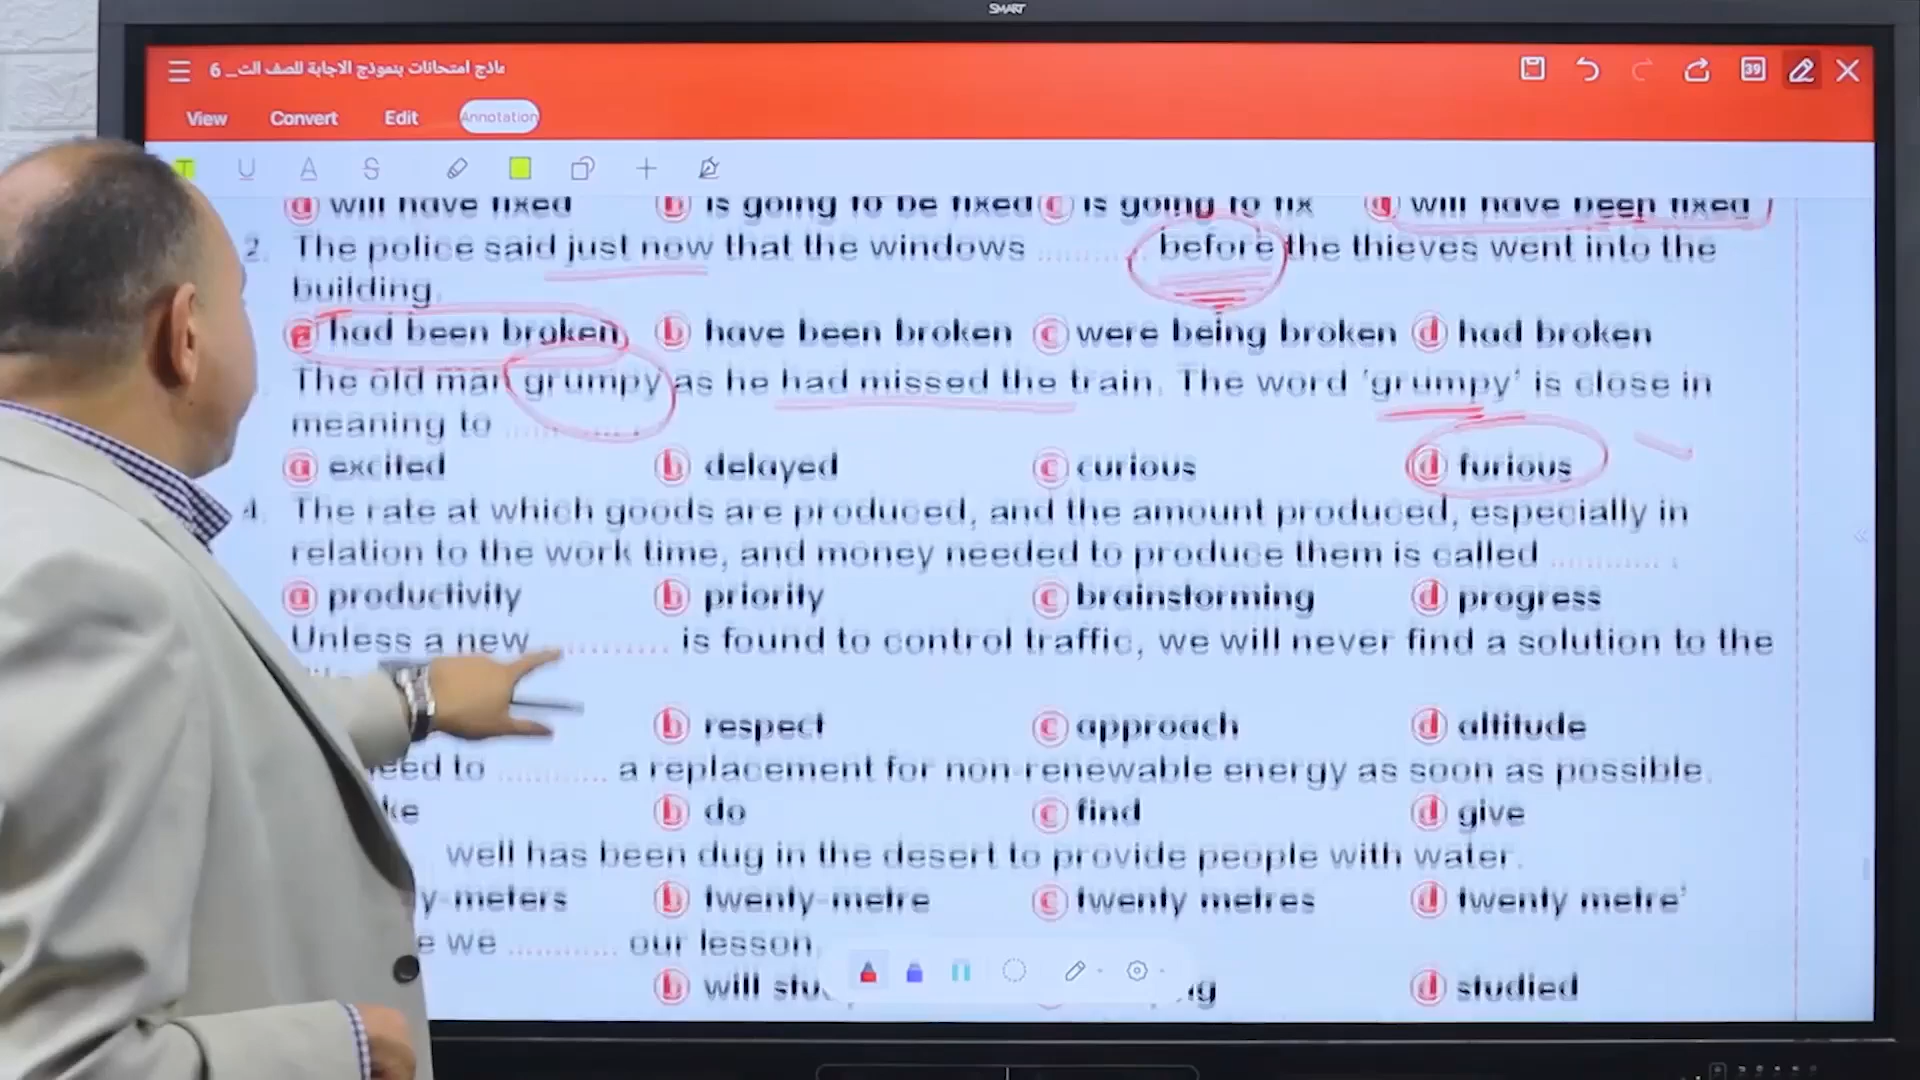 SMART
ماذج امتحانات بنموذج الاجابة للصف الث_ 6
39
View Convert Edit Annotation
T U A S
a will have fixed b is going to be fixed c is going to fix d will have been fixed
2. The police said just now that the windows .......... before the thieves went into the
building.
a had been broken b have been broken c were being broken d had broken
The old man grumpy as he had missed the train. The word 'grumpy' is close in
meaning to .......... .
a excited b delayed c curious d furious
4. The rate at which goods are produced, and the amount produced, especially in
relation to the work time, and money needed to produce them is called .......... .
a productivity b priority c brainstorming d progress
Unless a new .......... is found to control traffic, we will never find a solution to the
b respect c approach d altitude
need to .......... a replacement for non-renewable energy as soon as possible.
b do c find d give
well has been dug in the desert to provide people with water.
y-meters b twenty-metre c twenty metres d twenty metre'
we .......... our lesson.
b will d studied